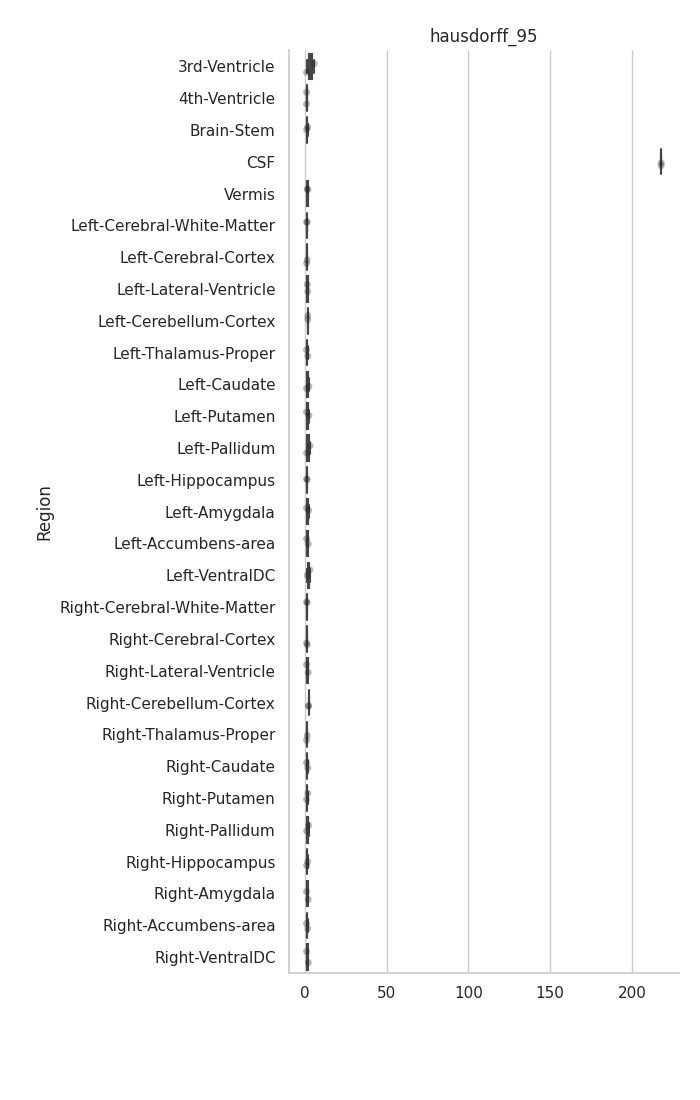 hausdorff_95
3rd-Ventricle
4th-Ventricle
Brain-Stem
CSF
Vermis
Left-Cerebral-White-Matter
Left-Cerebral-Cortex
Left-Lateral-Ventricle
Left-Cerebellum-Cortex
Left-Thalamus-Proper
Left-Caudate
Left-Putamen
Left-Pallidum
Left-Hippocampus
Region
Left-Amygdala
Left-Accumbens-area
Left-VentralDC
Right-Cerebral-White-Matter
Right-Cerebral-Cortex
Right-Lateral-Ventricle
Right-Cerebellum-Cortex
Right-Thalamus-Proper
Right-Caudate
Right-Putamen
Right-Pallidum
Right-Hippocampus
Right-Amygdala
Right-Accumbens-area
Right-VentralDC
0 50 100 150 200